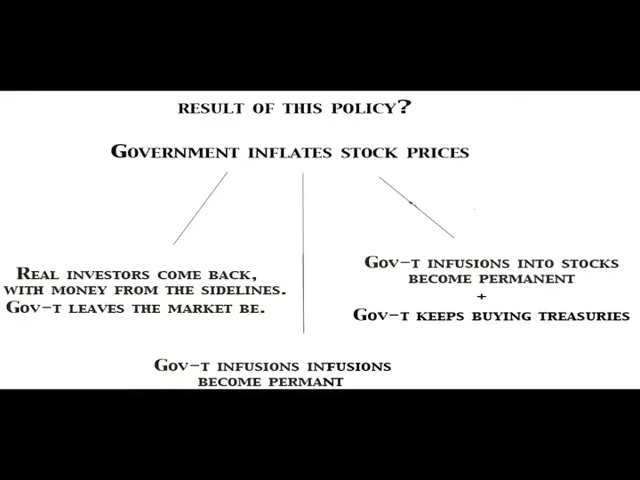 RESULT OF THIS POLICY?
GOVERNMENT INFLATES STOCK PRICES
REAL INVESTORS COME BACK,
WITH MONEY FROM THE SIDELINES.
GOV-T LEAVES THE MARKET BE.
GOV-T INFUSIONS INFUSIONS
BECOME PERMANT
GOV-T INFUSIONS INTO STOCKS
BECOME PERMANENT
+
GOV-T KEEPS BUYING TREASURIES